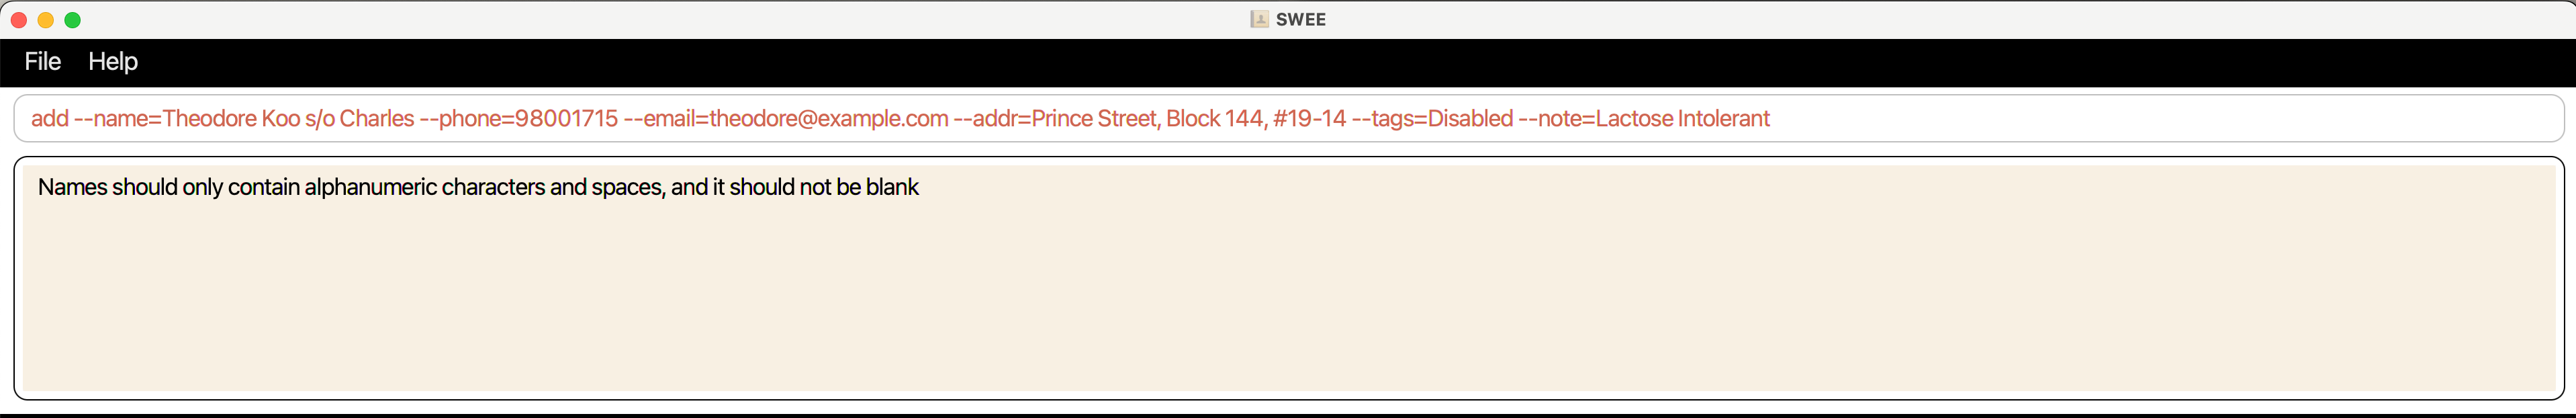 SWEE
File Help
add --name=Theodore Koo s/o Charles --phone=98001715 --email=theodore@example.com --addr=Prince Street, Block 144, #19-14 --tags=Disabled --note=Lactose Intolerant
Names should only contain alphanumeric characters and spaces, and it should not be blank